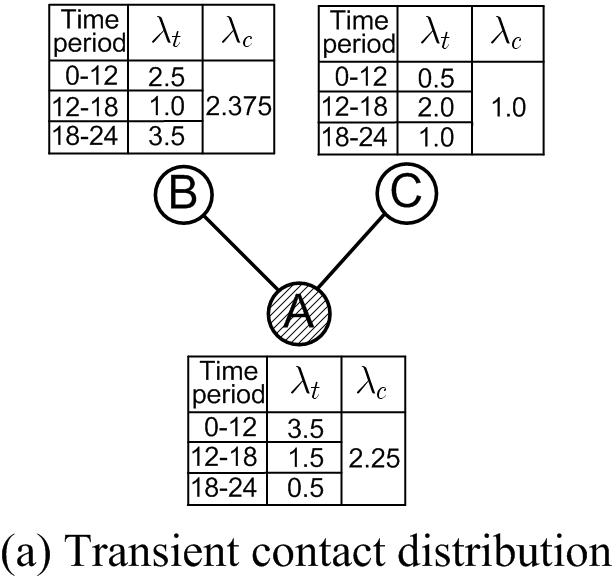 Time period λt λc
0-12 2.5
12-18 1.0 2.375
18-24 3.5
Time period λt λc
0-12 0.5
12-18 2.0 1.0
18-24 1.0
B
C
A
Time period λt λc
0-12 3.5
12-18 1.5 2.25
18-24 0.5
(a) Transient contact distribution